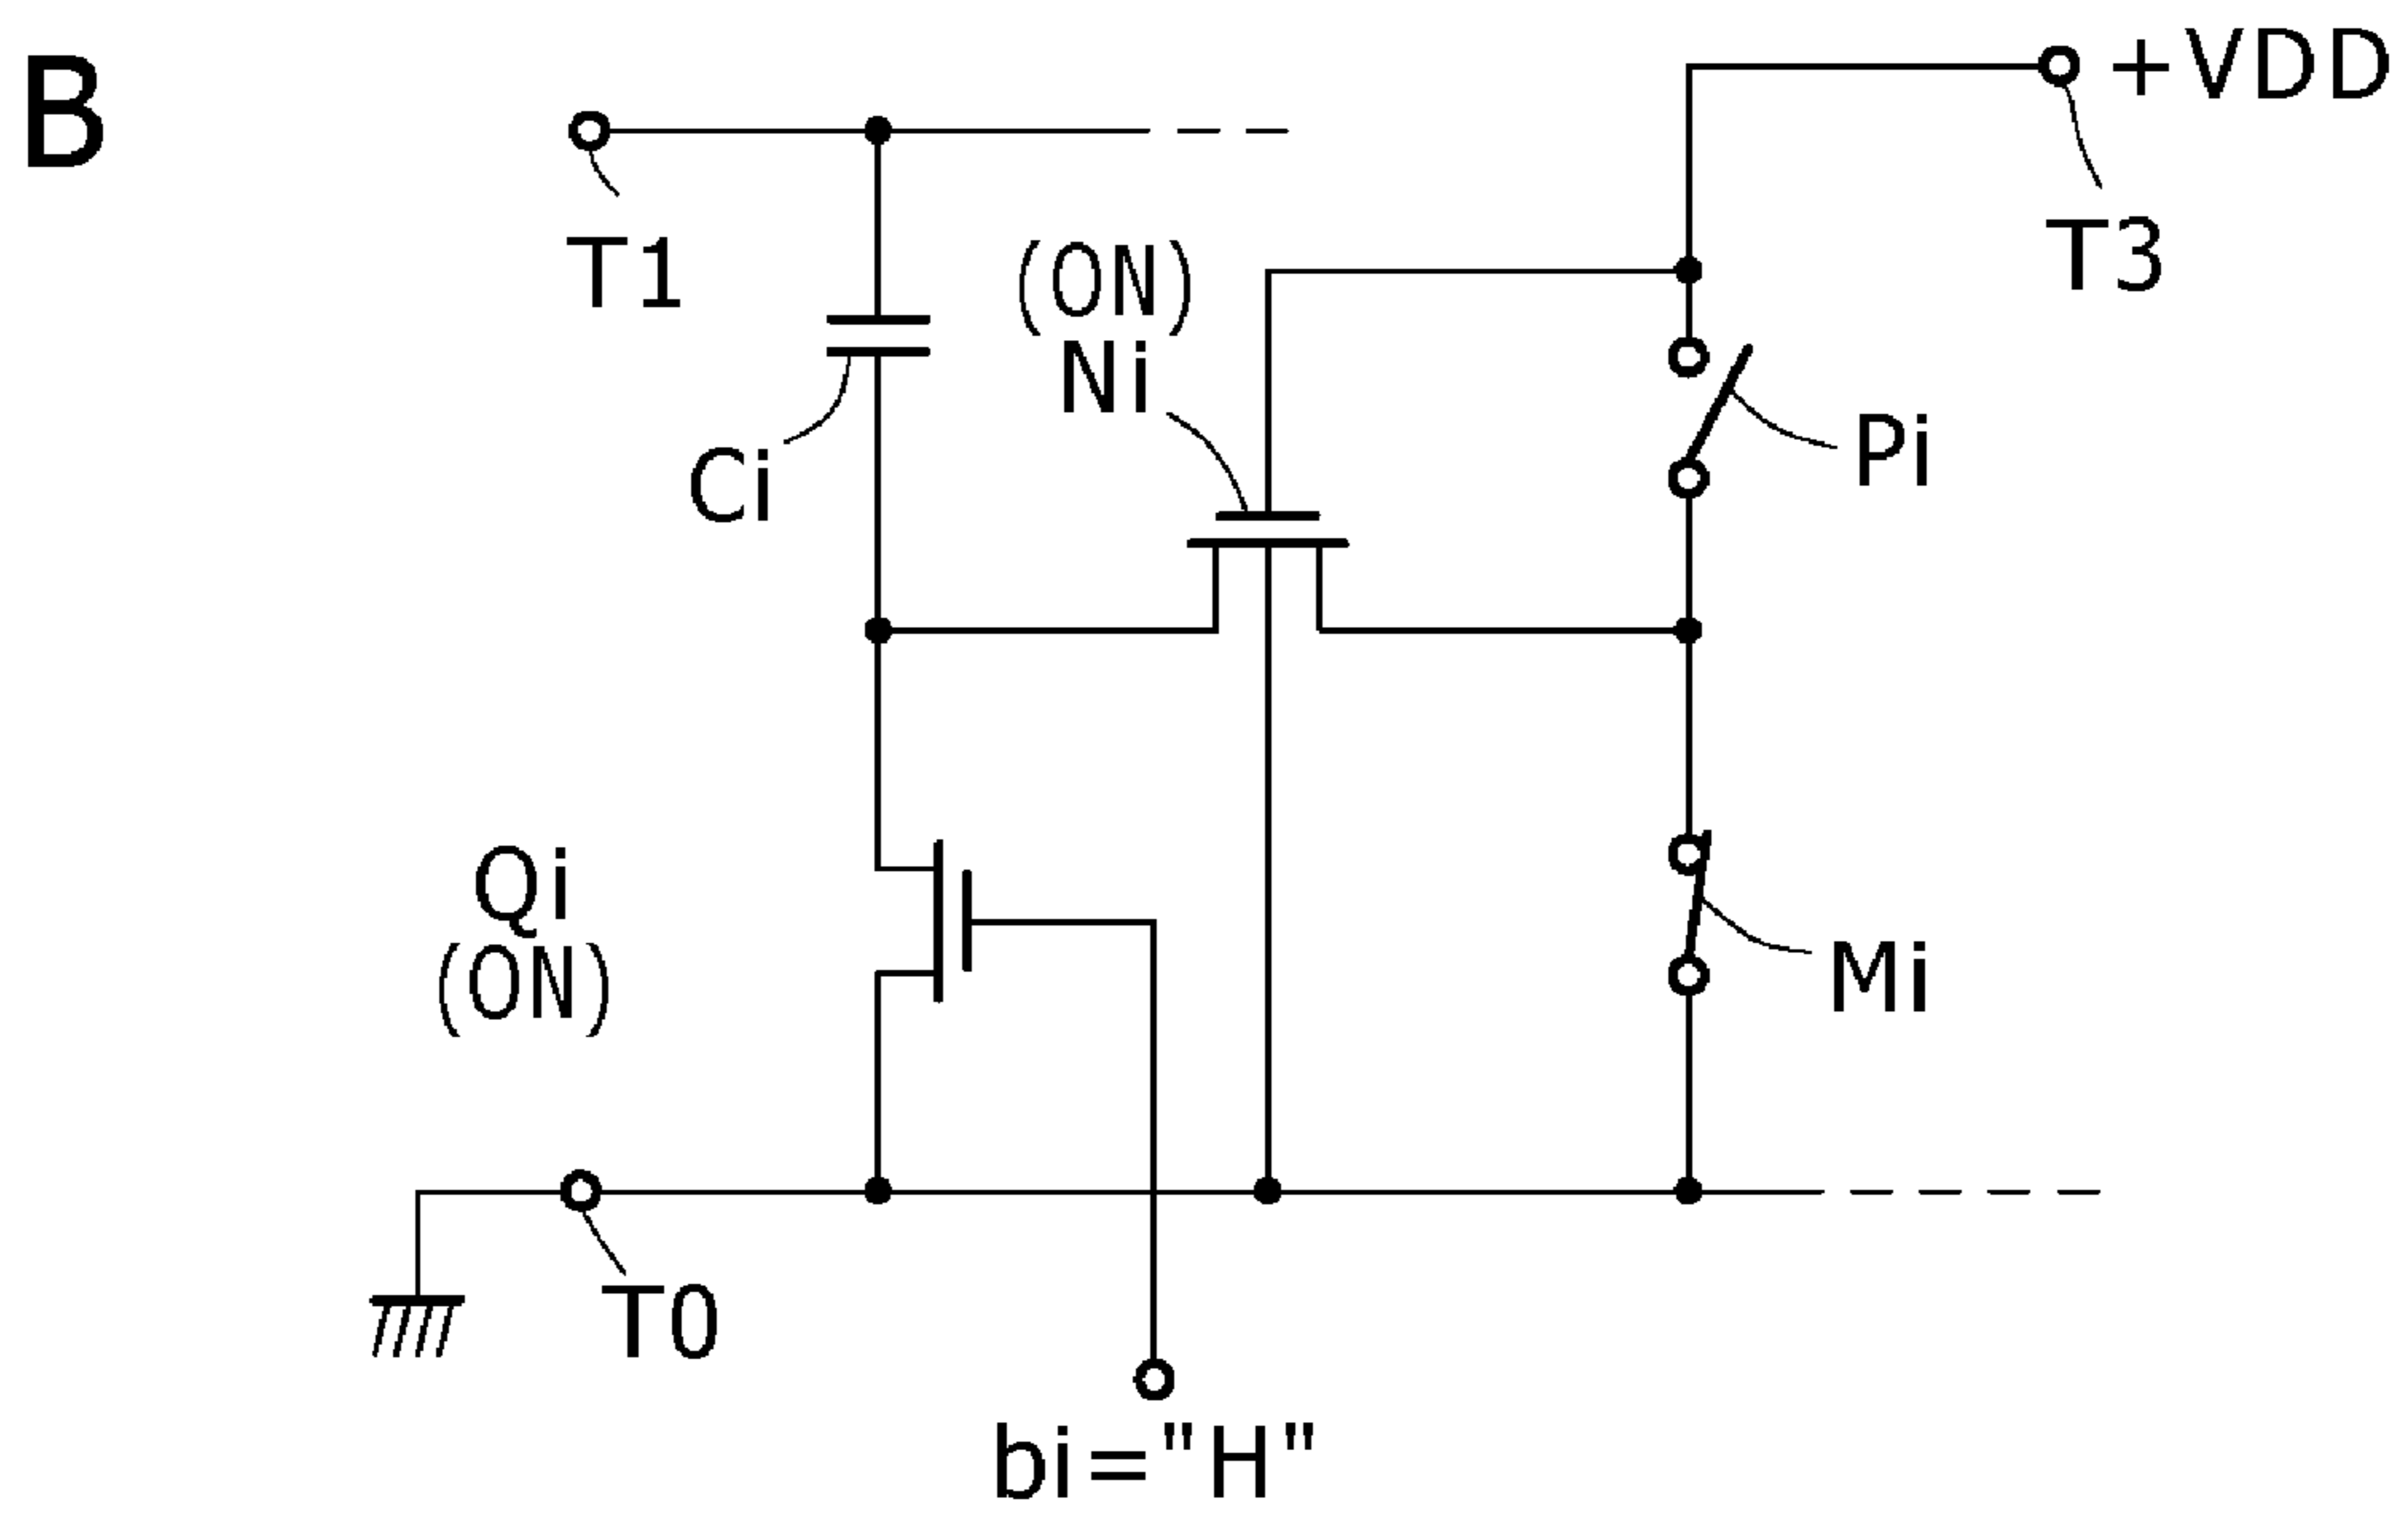 B
+VDD
T1
T3
(ON)
Ni
Pi
Ci
Qi
(ON)
Mi
T0
bi="H"